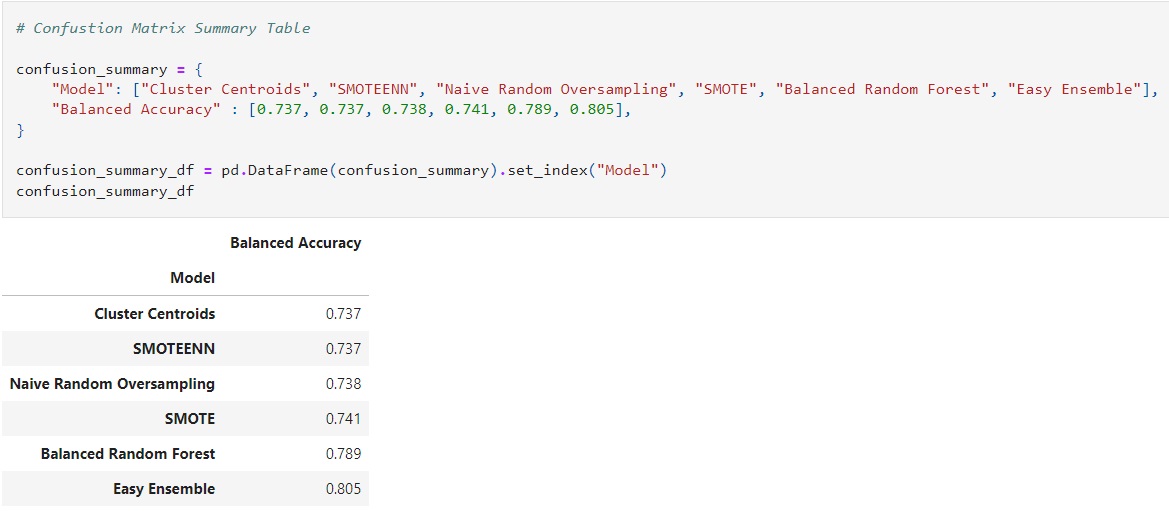 # Confustion Matrix Summary Table
confusion_summary = {
    "Model": ["Cluster Centroids", "SMOTEENN", "Naive Random Oversampling", "SMOTE", "Balanced Random Forest", "Easy Ensemble"],
    "Balanced Accuracy" : [0.737, 0.737, 0.738, 0.741, 0.789, 0.805],
}
confusion_summary_df = pd.DataFrame(confusion_summary).set_index("Model")
confusion_summary_df
Balanced Accuracy
Model
Cluster Centroids 0.737
SMOTEENN 0.737
Naive Random Oversampling 0.738
SMOTE 0.741
Balanced Random Forest 0.789
Easy Ensemble 0.805